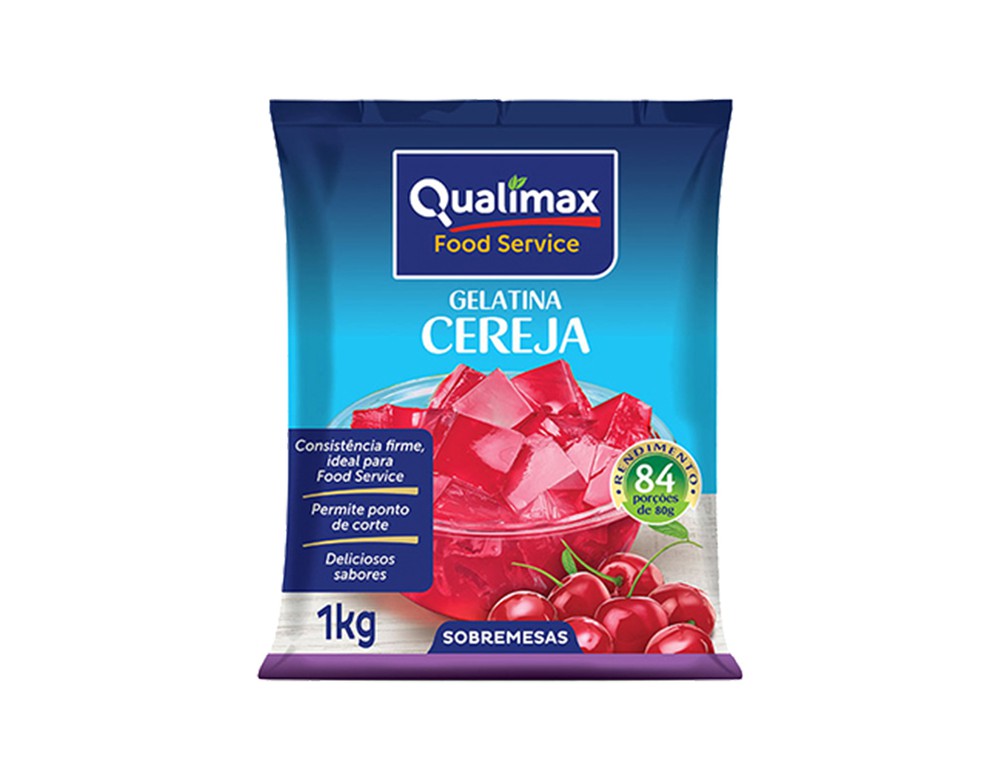 Qualimax
Food Service
GELATINA
CEREJA
Consistência firme,
ideal para
Food Service
Permite ponto
de corte
Deliciosos
sabores
RENDIMENTO
84
porções
de 80g
1kg
SOBREMESAS